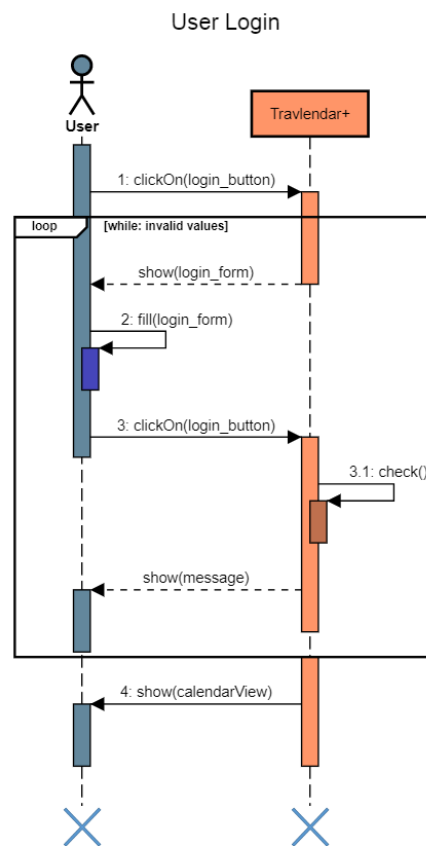 User Login
User
Travlendar+
1: clickOn(login_button)
loop
[while: invalid values]
show(login_form)
2: fill(login_form)
3: clickOn(login_button)
3.1: check()
show(message)
4: show(calendarView)